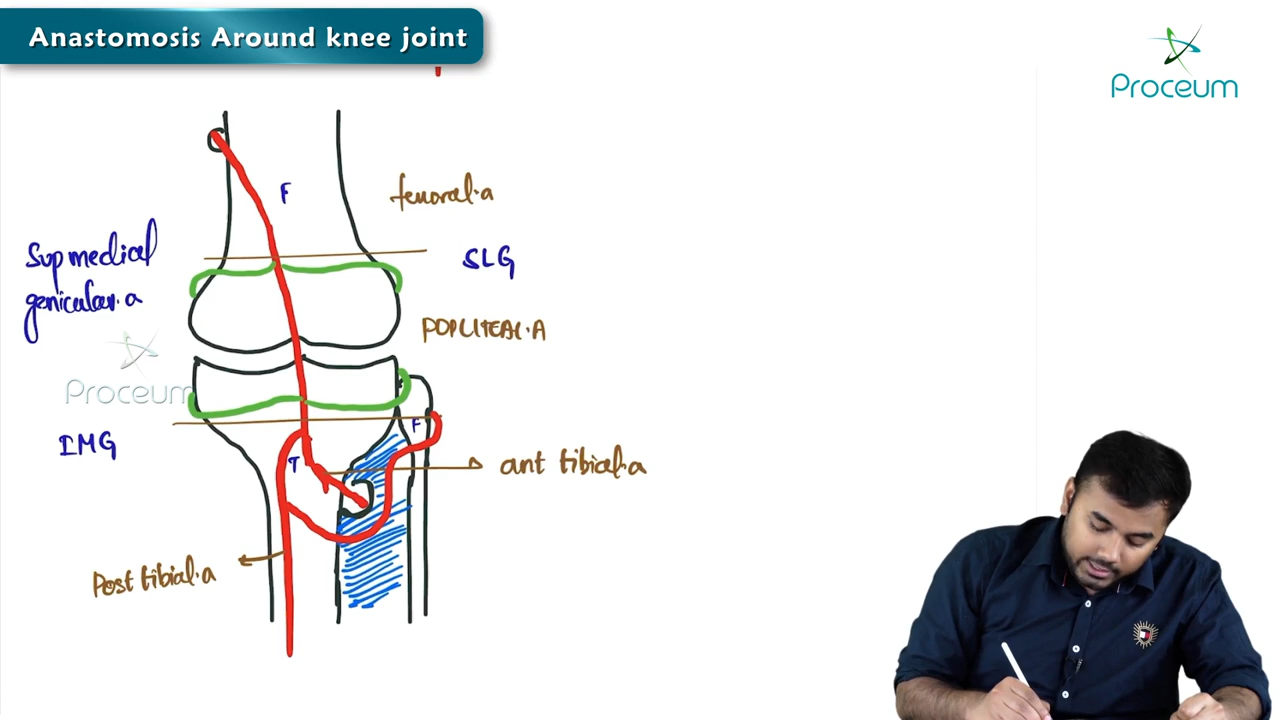 Anastomosis Around knee joint
Proceum
F
femoral.a
Sup medial
genicular.a
SLG
POPLITEAL.A
Proceum
IMG
F
T
ant tibial.a
Post tibial.a